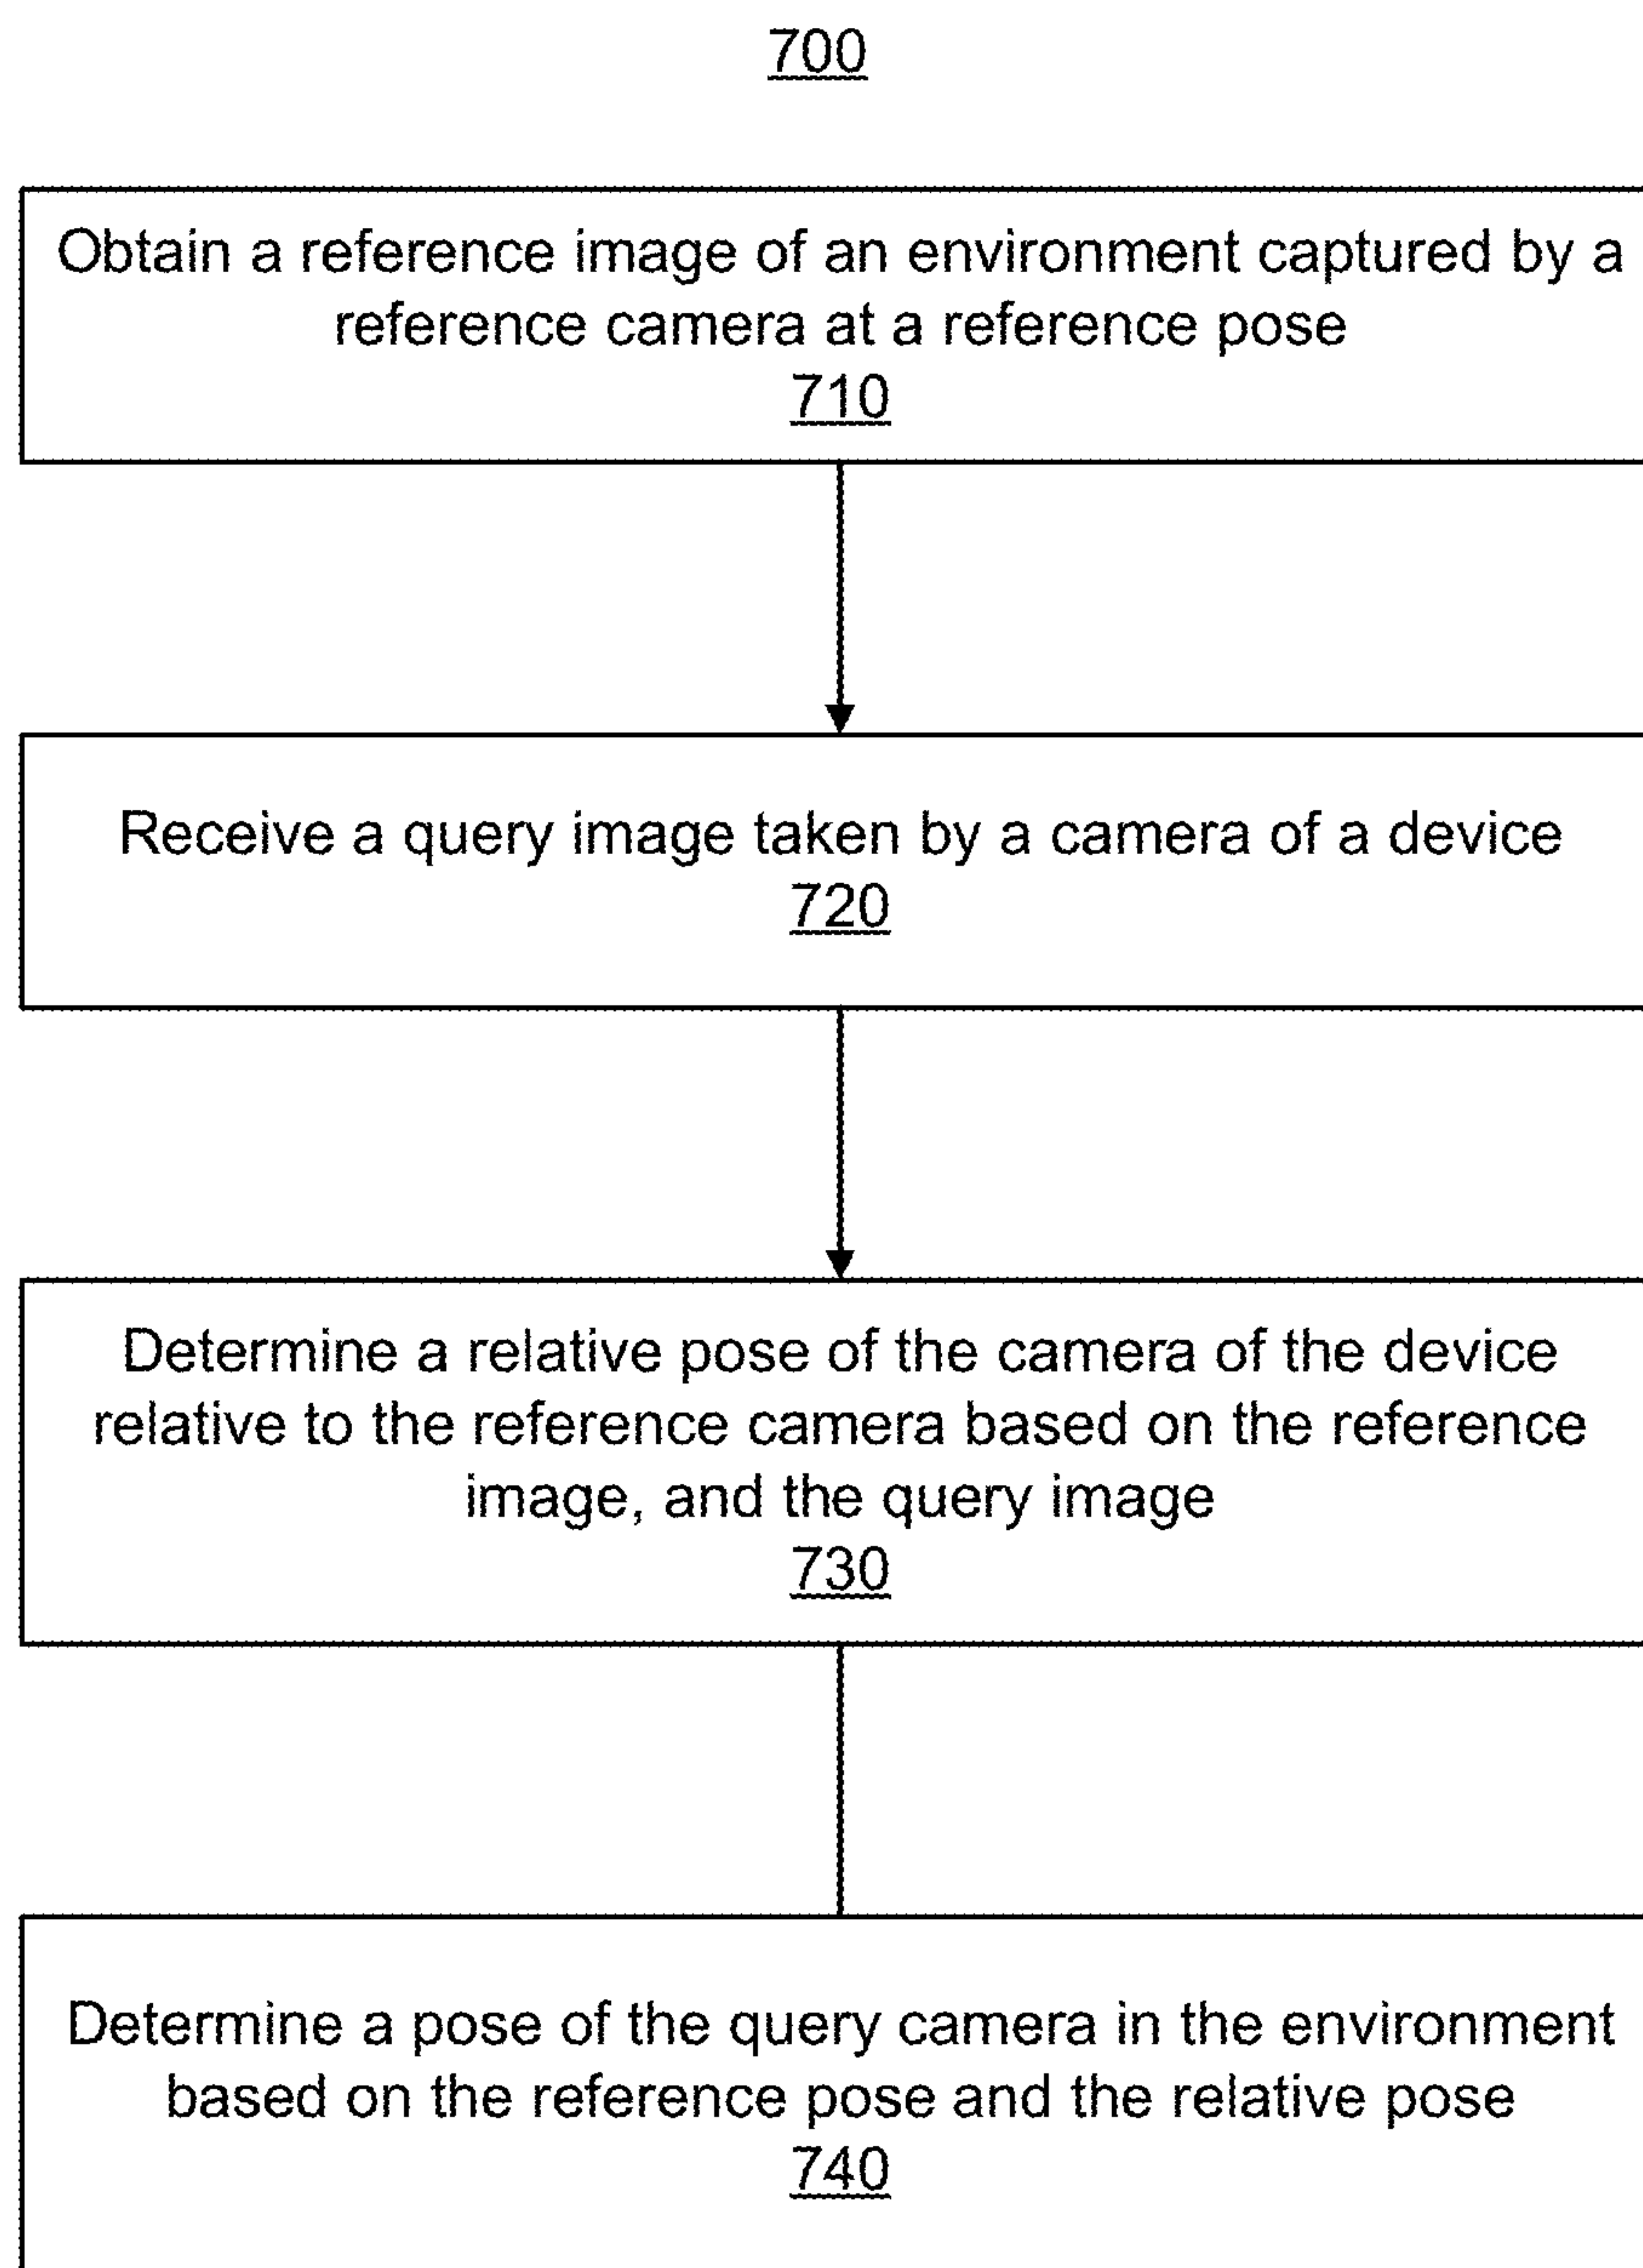 700
Obtain a reference image of an environment captured by a
reference camera at a reference pose
710
Receive a query image taken by a camera of a device
720
Determine a relative pose of the camera of the device
relative to the reference camera based on the reference
image, and the query image
730
Determine a pose of the query camera in the environment
based on the reference pose and the relative pose
740